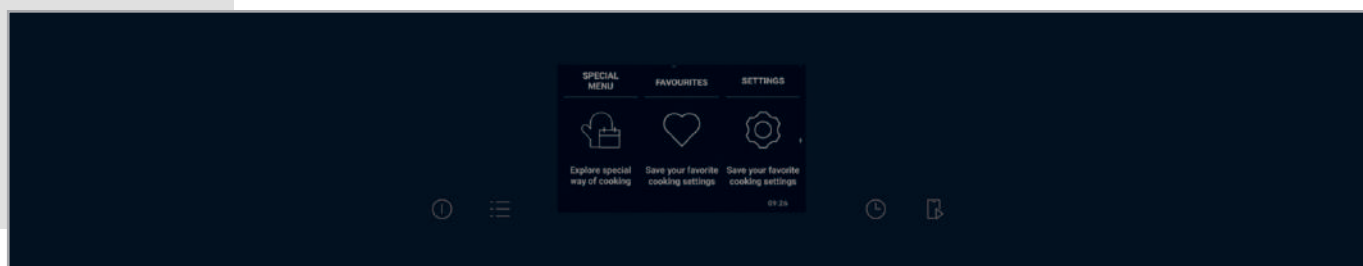 SPECIAL
MENU
FAVOURITES
SETTINGS
Explore special
way of cooking
Save your favorite
cooking settings
Save your favorite
cooking settings
09:26